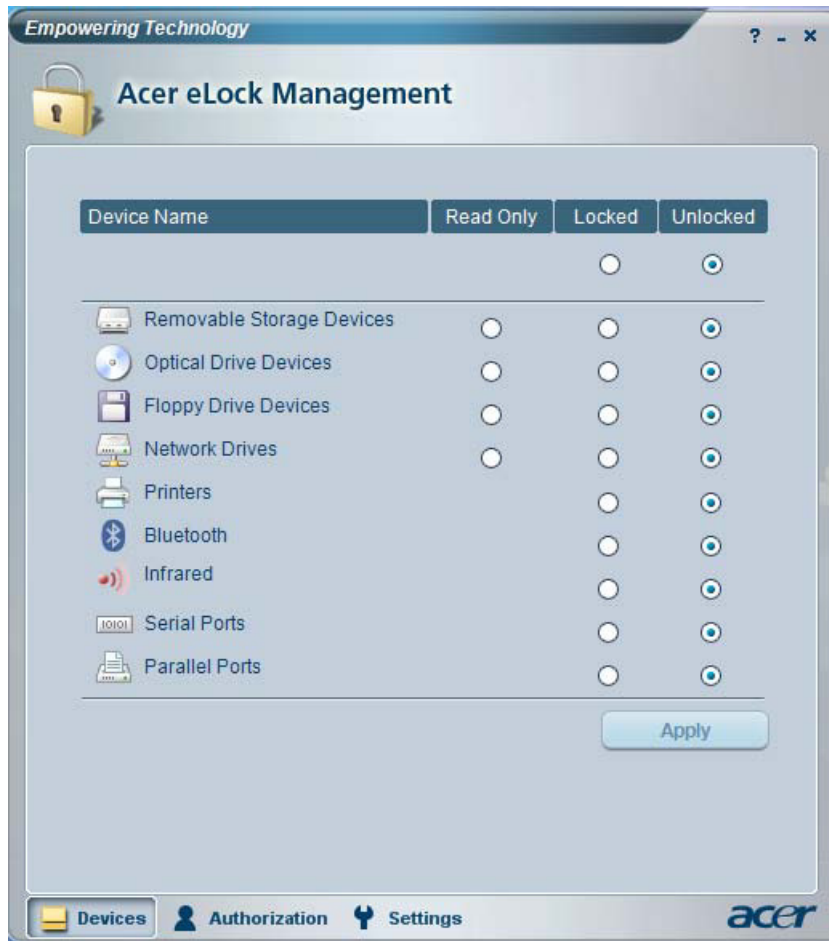 Empowering Technology
? - x
Acer eLock Management
Device Name Read Only Locked Unlocked
Removable Storage Devices
Optical Drive Devices
Floppy Drive Devices
Network Drives
Printers
Bluetooth
Infrared
10101 Serial Ports
Parallel Ports
Apply
Devices Authorization Settings acer